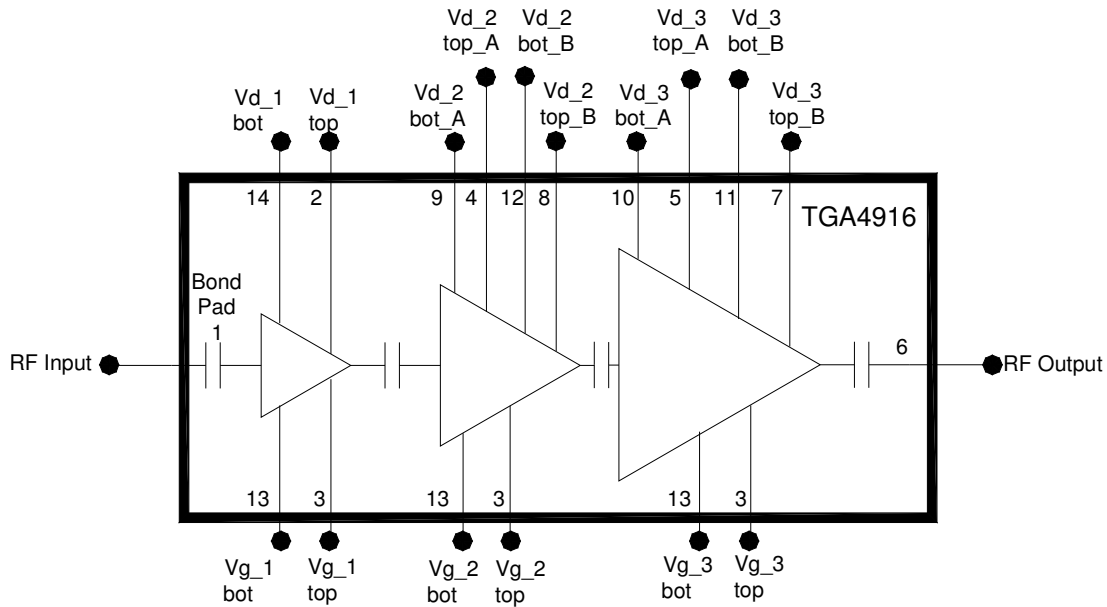 Vd_2
top_A
Vd_2
bot_B
Vd_3
top_A
Vd_3
bot_B
Vd_1
bot
Vd_1
top
Vd_2
bot_A
Vd_2
top_B
Vd_3
bot_A
Vd_3
top_B
14
2
9
4
12
8
10
5
11
7
TGA4916
Bond
Pad
1
RF Input
6
RF Output
13
3
13
3
13
3
Vg_1
bot
Vg_1
top
Vg_2
bot
Vg_2
top
Vg_3
bot
Vg_3
top